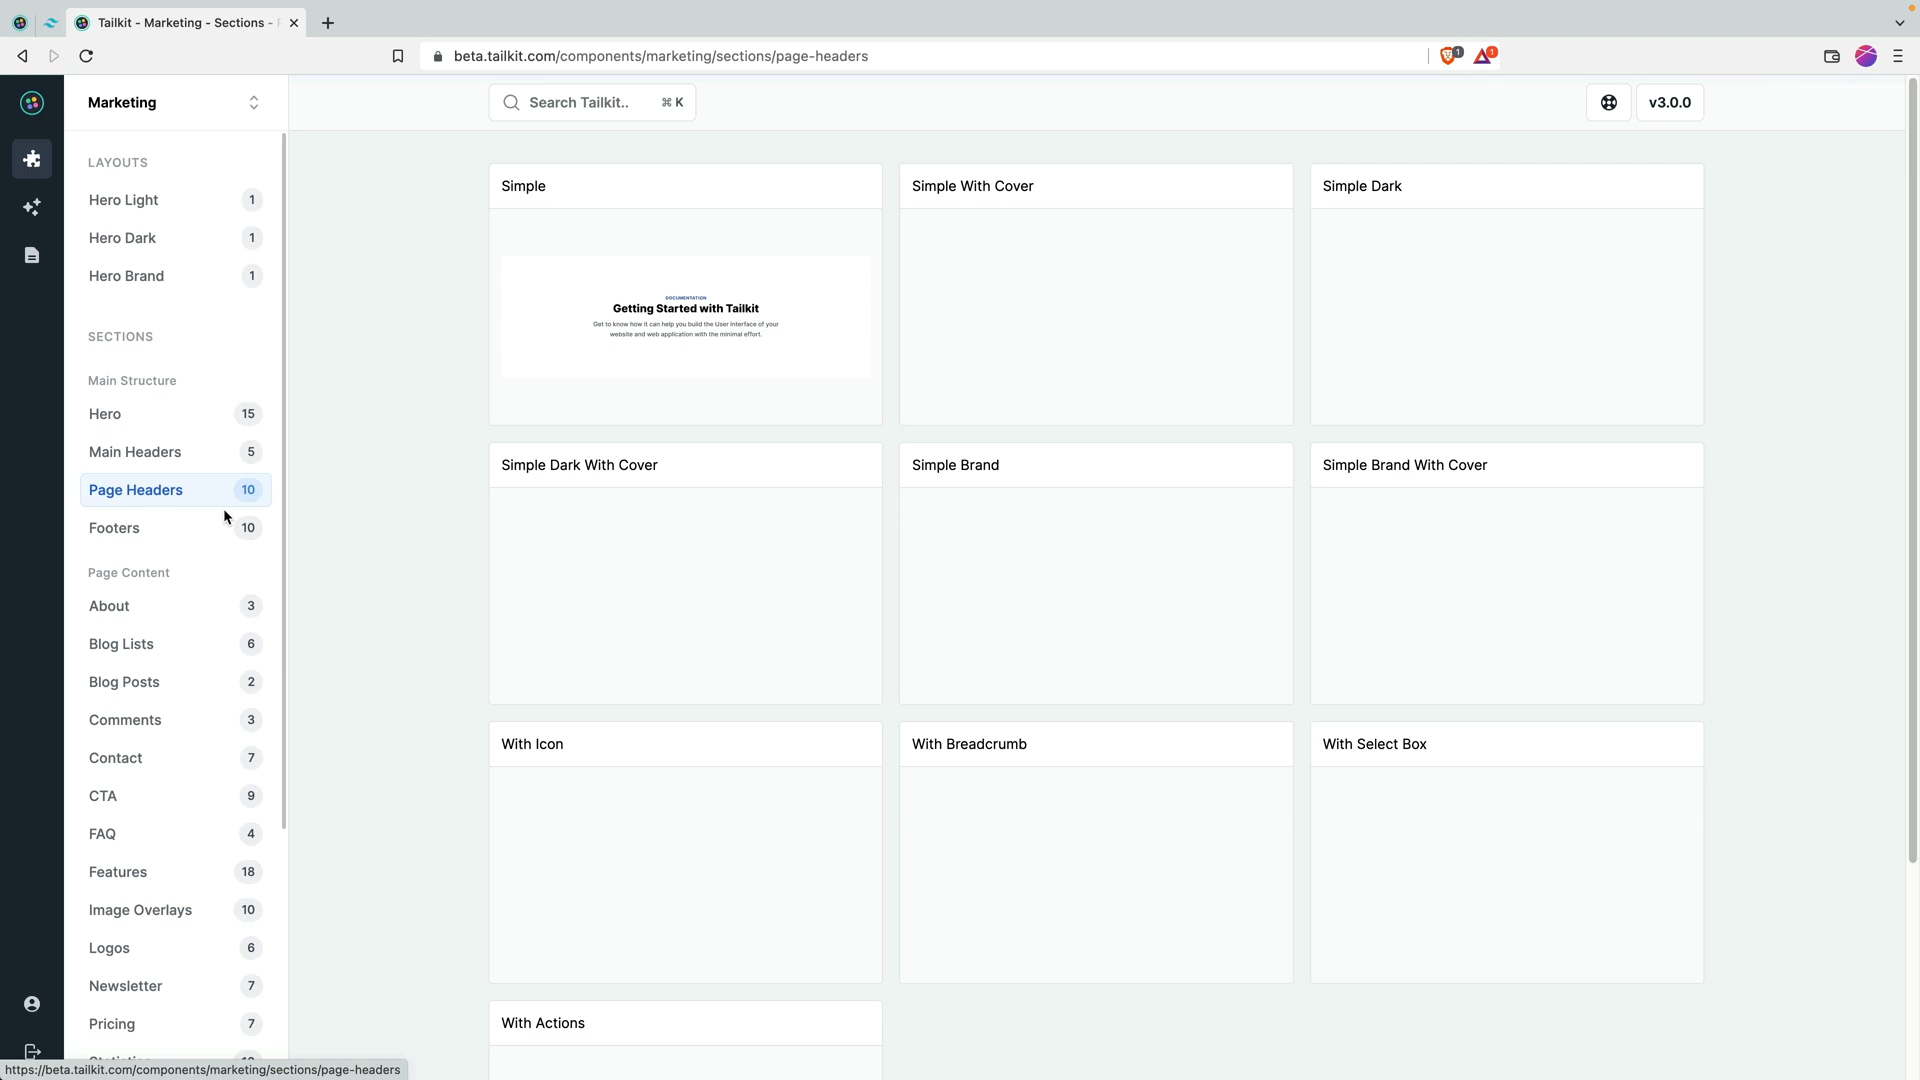 Tailkit - Marketing - Sections -
beta.tailkit.com/components/marketing/sections/page-headers
1
1
Marketing
Search Tailkit..
⌘ K
v3.0.0
LAYOUTS
Hero Light 1
Hero Dark 1
Hero Brand 1
SECTIONS
Main Structure
Hero 15
Main Headers 5
Page Headers 10
Footers 10
Page Content
About 3
Blog Lists 6
Blog Posts 2
Comments 3
Contact 7
CTA 9
FAQ 4
Features 18
Image Overlays 10
Logos 6
Newsletter 7
Pricing 7
Simple
DOCUMENTATION
Getting Started with Tailkit
Get to know how it can help you build the User Interface of your
website and web application with the minimal effort.
Simple With Cover
Simple Dark
Simple Dark With Cover
Simple Brand
Simple Brand With Cover
With Icon
With Breadcrumb
With Select Box
With Actions
https://beta.tailkit.com/components/marketing/sections/page-headers